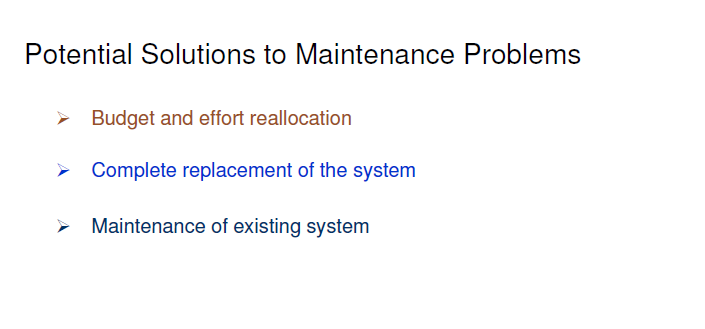 Potential Solutions to Maintenance Problems
➢ Budget and effort reallocation
➢ Complete replacement of the system
➢ Maintenance of existing system